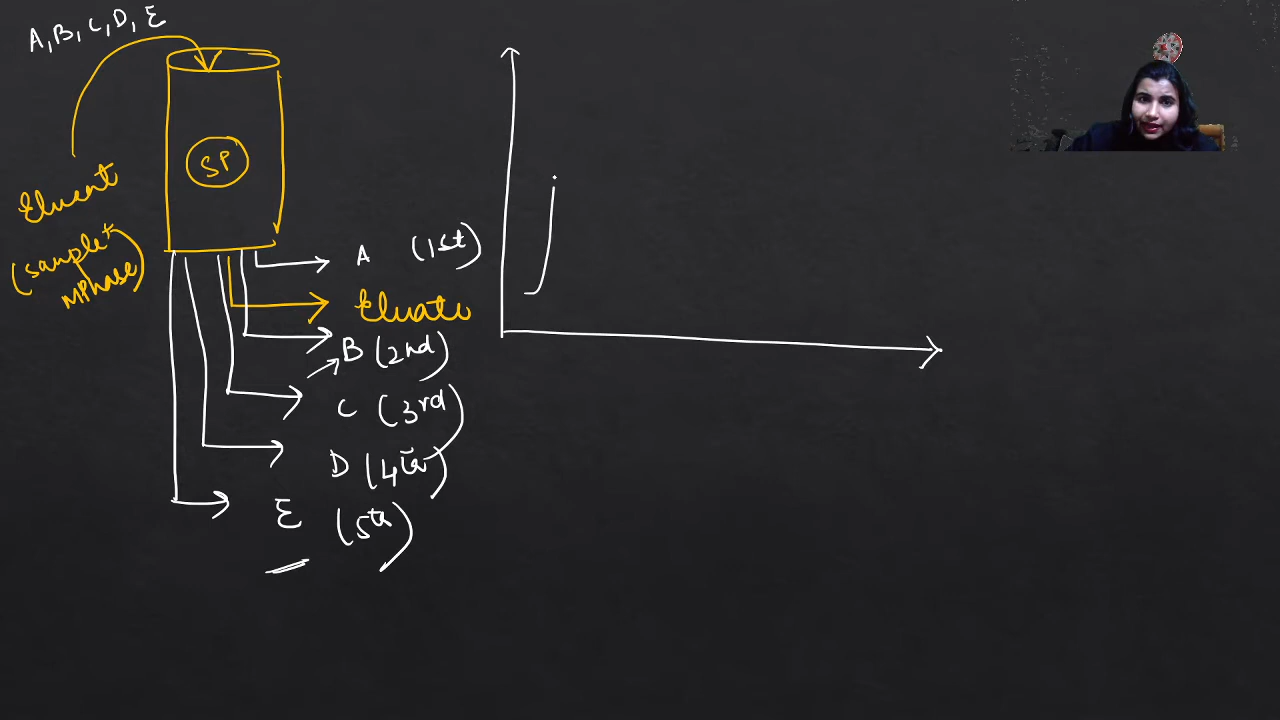 A, B, C, D, E
SP
Eluent
(Sample +
MPhase)
A (1st)
Eluate
B (2nd)
C (3rd)
D (4th)
E (5th)